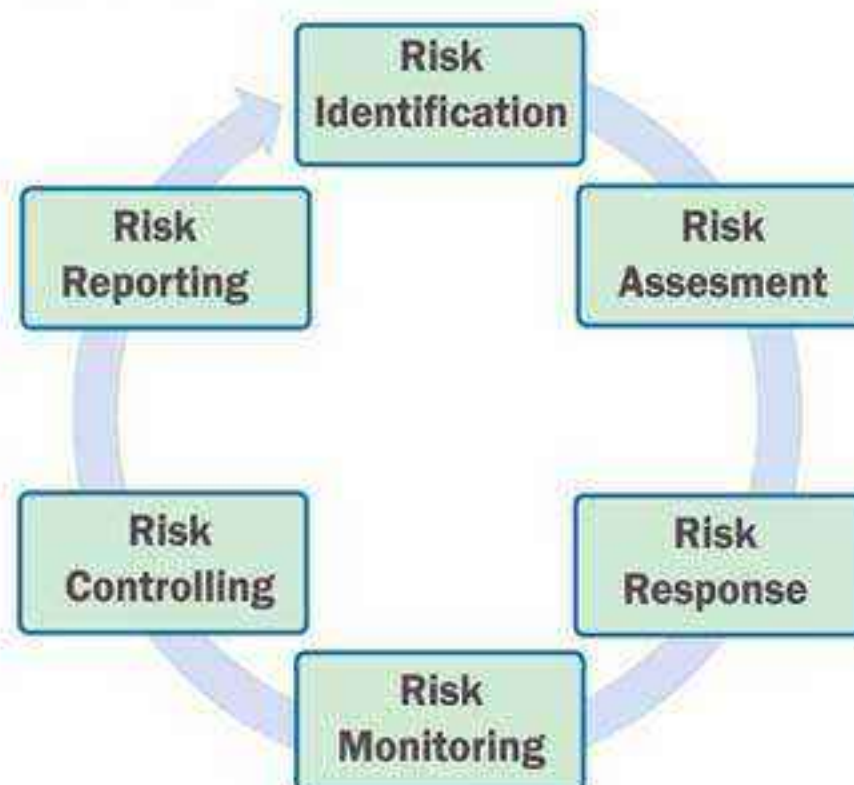 Risk
Identification
Risk
Assesment
Risk
Response
Risk
Monitoring
Risk
Controlling
Risk
Reporting